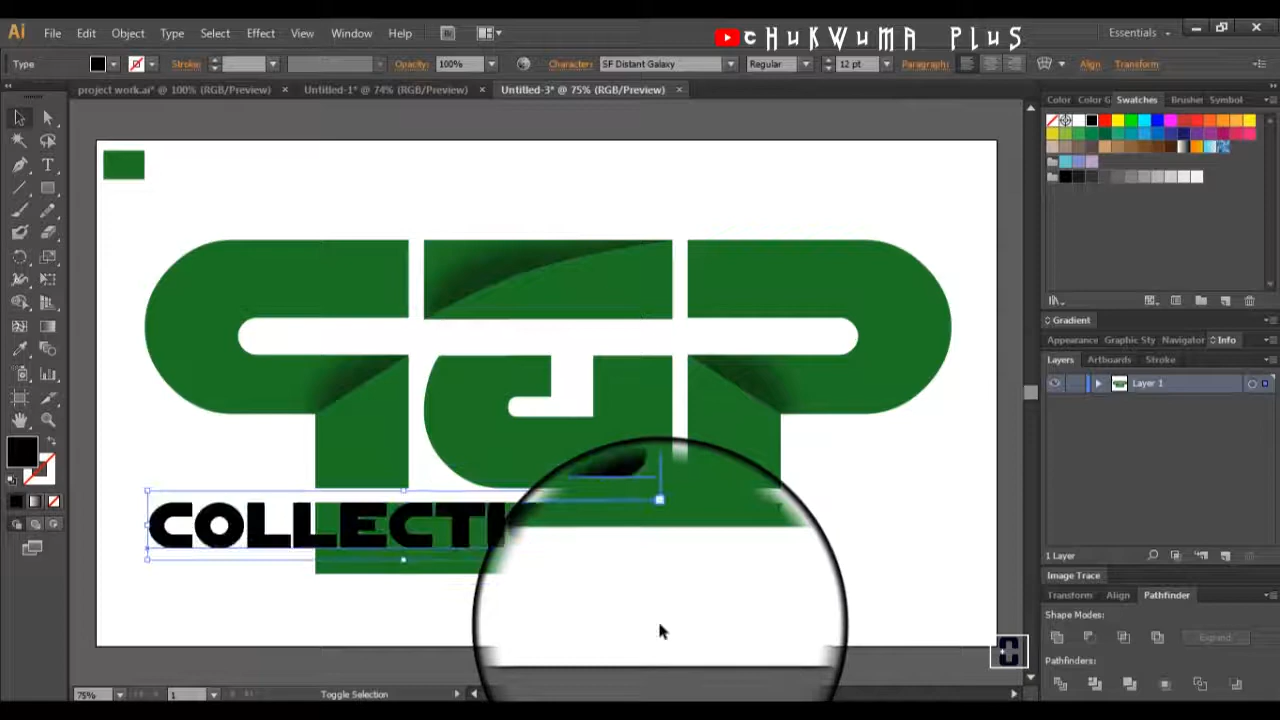 Ai File Edit Object Type Select Effect View Window Help Br cHuKWuMA PLuS Essentials
Type Stroke: Opacity: 100% Character: SF Distant Galaxy Regular 12 pt Paragraph: Align Transform
project work.ai* @ 100% (RGB/Preview) × Untitled-1* @ 74% (RGB/Preview) × Untitled-3* @ 75% (RGB/Preview) ×
Color Color G Swatches Brushes Symbol
Gradient
Appearance Graphic Sty Navigator Info
Layers Artboards Stroke
Layer 1
COLLECTI
1 Layer
Image Trace
Transform Align Pathfinder
Shape Modes:
Expand
Pathfinders:
75% 1 Toggle Selection